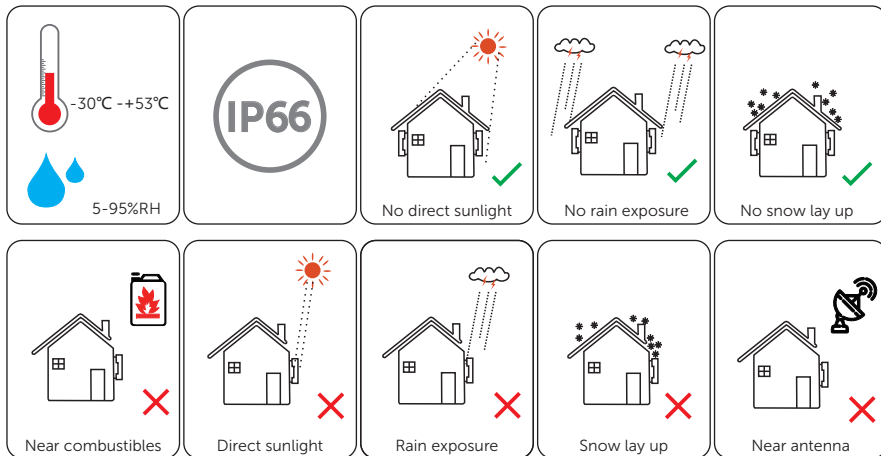 -30℃ -+53℃
5-95%RH
IP66
No direct sunlight
No rain exposure
No snow lay up
Near combustibles
Direct sunlight
Rain exposure
Snow lay up
Near antenna